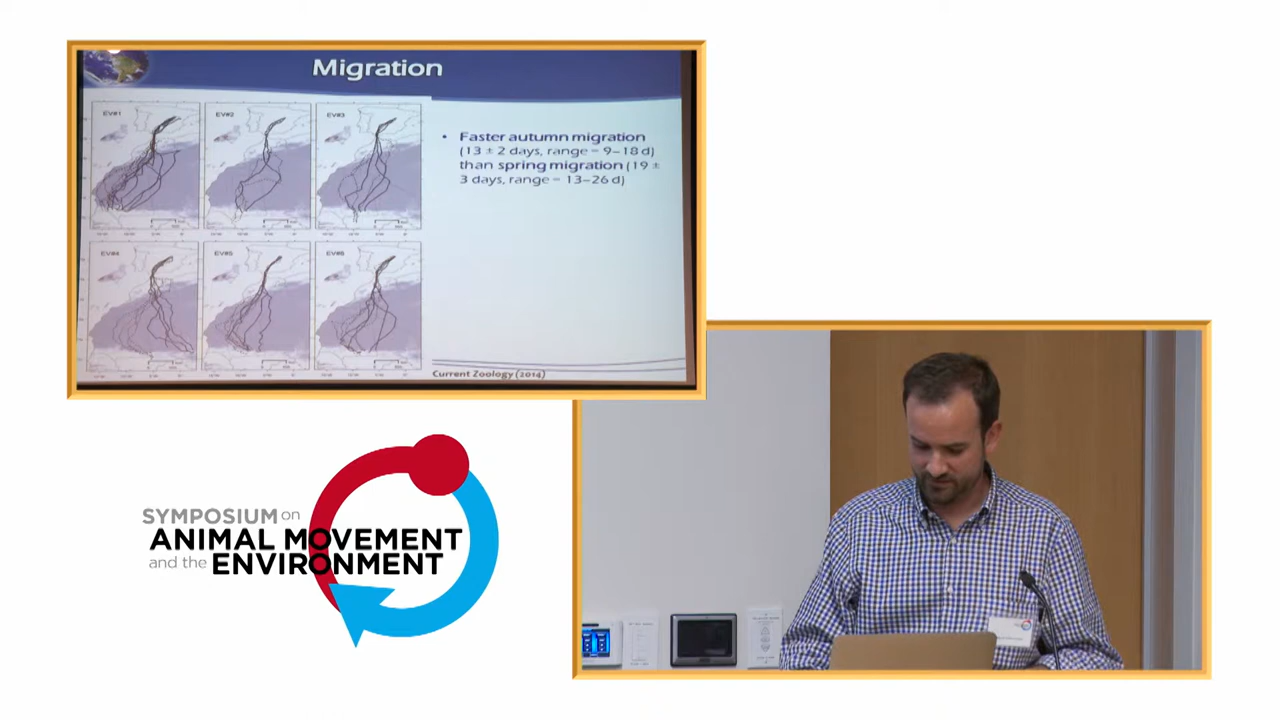 Migration
EV#1
EV#2
EV#3
• Faster autumn migration
(13 ± 2 days, range = 9–18 d)
than spring migration (19 ±
3 days, range = 13–26 d)
EV#4
EV#5
EV#6
Current Zoology (2014)
SYMPOSIUM on
ANIMAL MOVEMENT
and the ENVIRONMENT